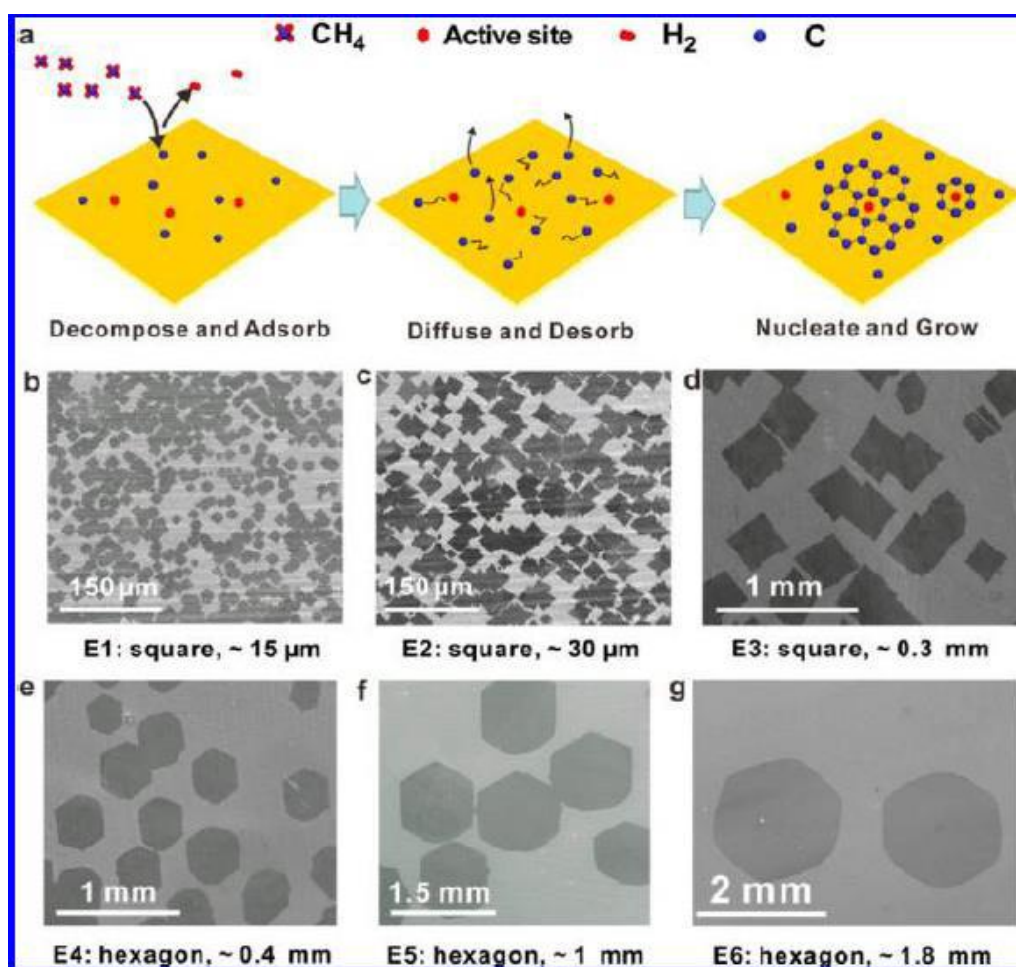 a CH₄ Active site H₂ C
Decompose and Adsorb Diffuse and Desorb Nucleate and Grow
b c d
150 µm 150 µm 1 mm
E1: square, ~ 15 µm E2: square, ~ 30 µm E3: square, ~ 0.3 mm
e f g
1 mm 1.5 mm 2 mm
E4: hexagon, ~ 0.4 mm E5: hexagon, ~ 1 mm E6: hexagon, ~ 1.8 mm